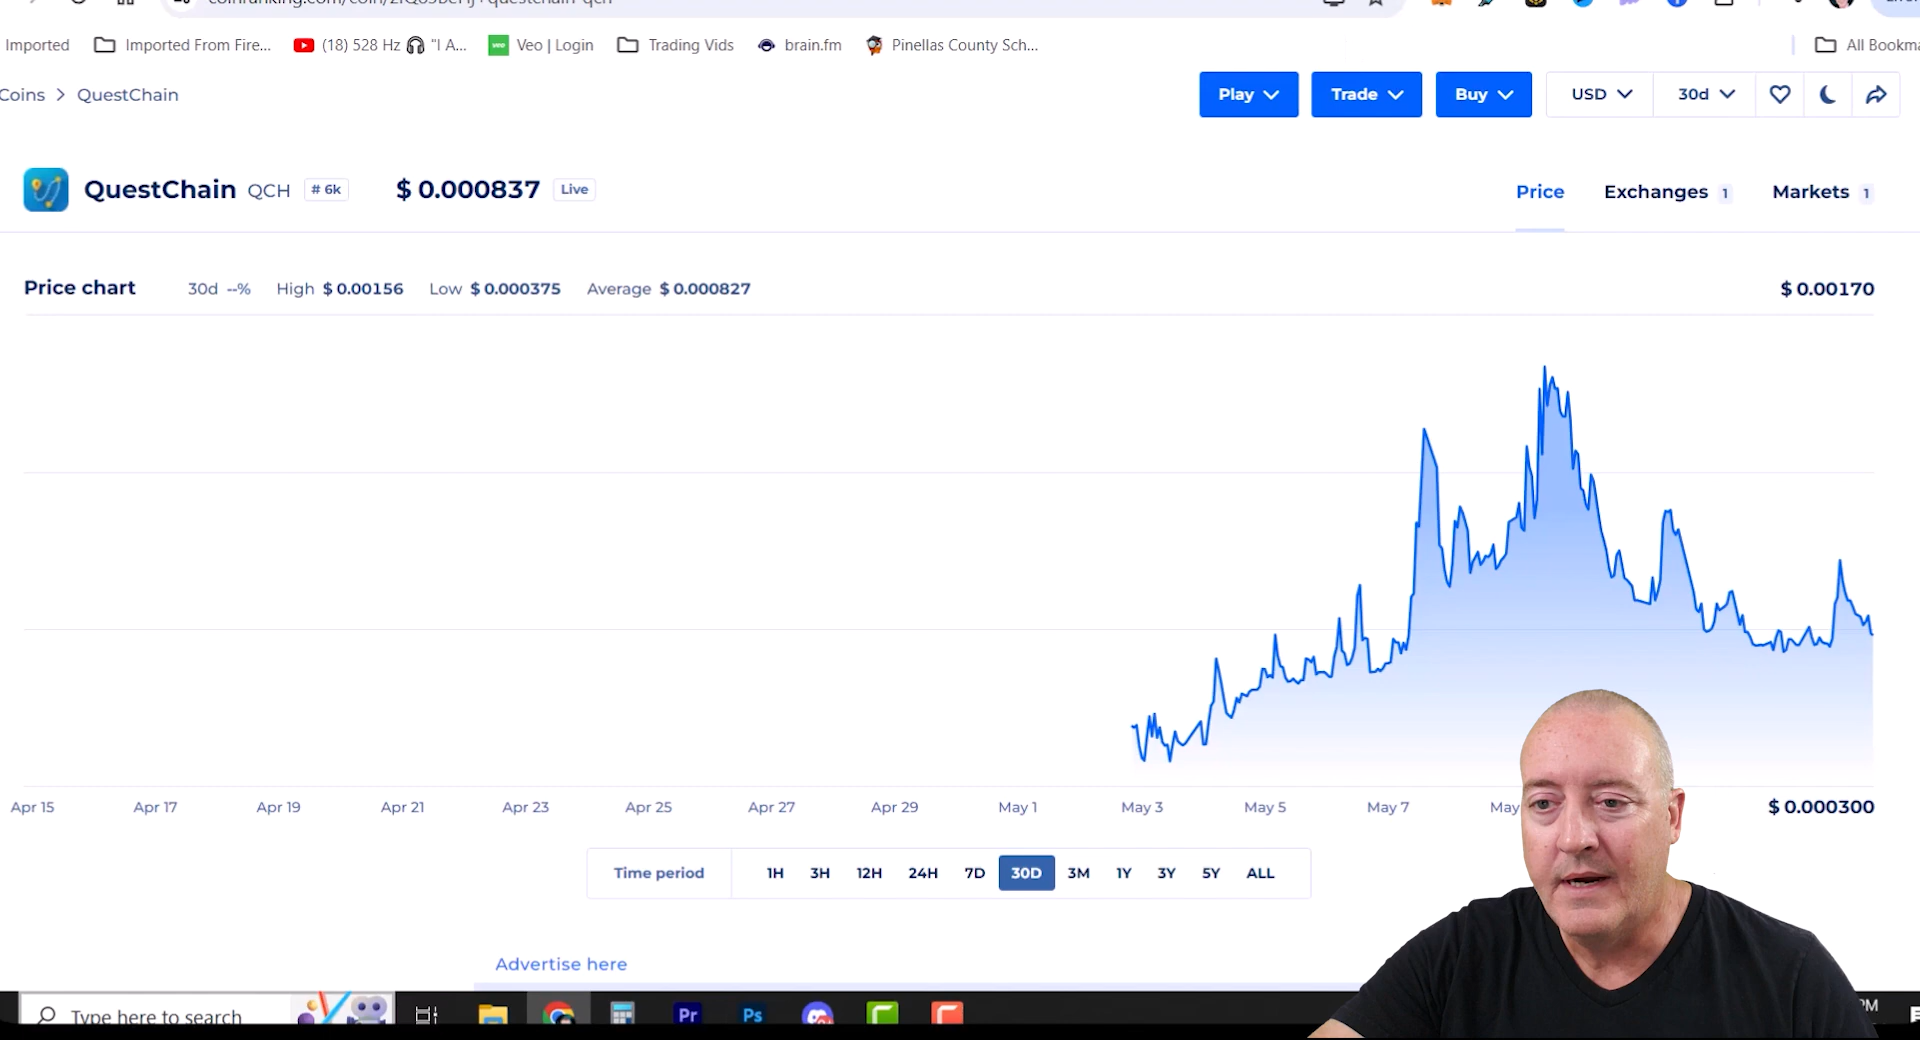 Imported Imported From Fire... (18) 528 Hz "I A... Veo | Login Trading Vids brain.fm Pinellas County Sch... All Bookma
Coins > QuestChain Play Trade Buy USD 30d
QuestChain QCH # 6k $ 0.000837 Live Price Exchanges 1 Markets 1
Price chart 30d --% High $ 0.00156 Low $ 0.000375 Average $ 0.000827 $ 0.00170
Apr 15 Apr 17 Apr 19 Apr 21 Apr 23 Apr 25 Apr 27 Apr 29 May 1 May 3 May 5 May 7 May $ 0.000300
Time period 1H 3H 12H 24H 7D 30D 3M 1Y 3Y 5Y ALL
Advertise here
Type here to search Pr Ps PM